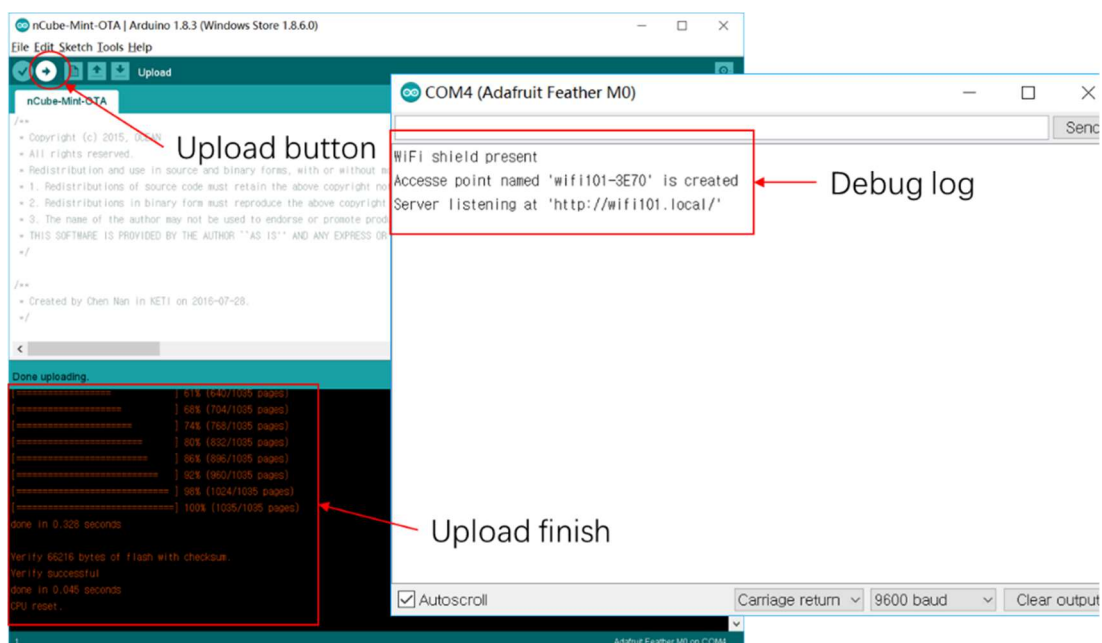 nCube-Mint-OTA | Arduino 1.8.3 (Windows Store 1.8.6.0)
File Edit Sketch Tools Help
Upload
nCube-Mint-OTA
/**
* Copyright (c) 2015, OCEAN
* All rights reserved.
* Redistribution and use in source and binary forms, with or without
* 1. Redistributions of source code must retain the above copyright
* 2. Redistributions in binary form must reproduce the above copyright
* 3. The name of the author may not be used to endorse or promote
* THIS SOFTWARE IS PROVIDED BY THE AUTHOR ``AS IS'' AND ANY EXPRESS OR
*/
/**
* Created by Chen Nan in KETI on 2016-07-28.
*/
Upload button
Done uploading.
[=================== ] 61% (640/1035 pages)
[===================== ] 68% (704/1035 pages)
[======================= ] 74% (768/1035 pages)
[========================= ] 80% (832/1035 pages)
[========================== ] 86% (896/1035 pages)
[============================ ] 92% (960/1035 pages)
[============================== ] 98% (1024/1035 pages)
[===============================] 100% (1035/1035 pages)
done in 0.328 seconds
Verify 66216 bytes of flash with checksum.
Verify successful
done in 0.045 seconds
CPU reset.
1
Adafruit Feather M0 on COM4
COM4 (Adafruit Feather M0)
Send
WiFi shield present
Accesse point named 'wifi101-3E70' is created
Server listening at 'http://wifi101.local/'
Debug log
Upload finish
Autoscroll
Carriage return
9600 baud
Clear output